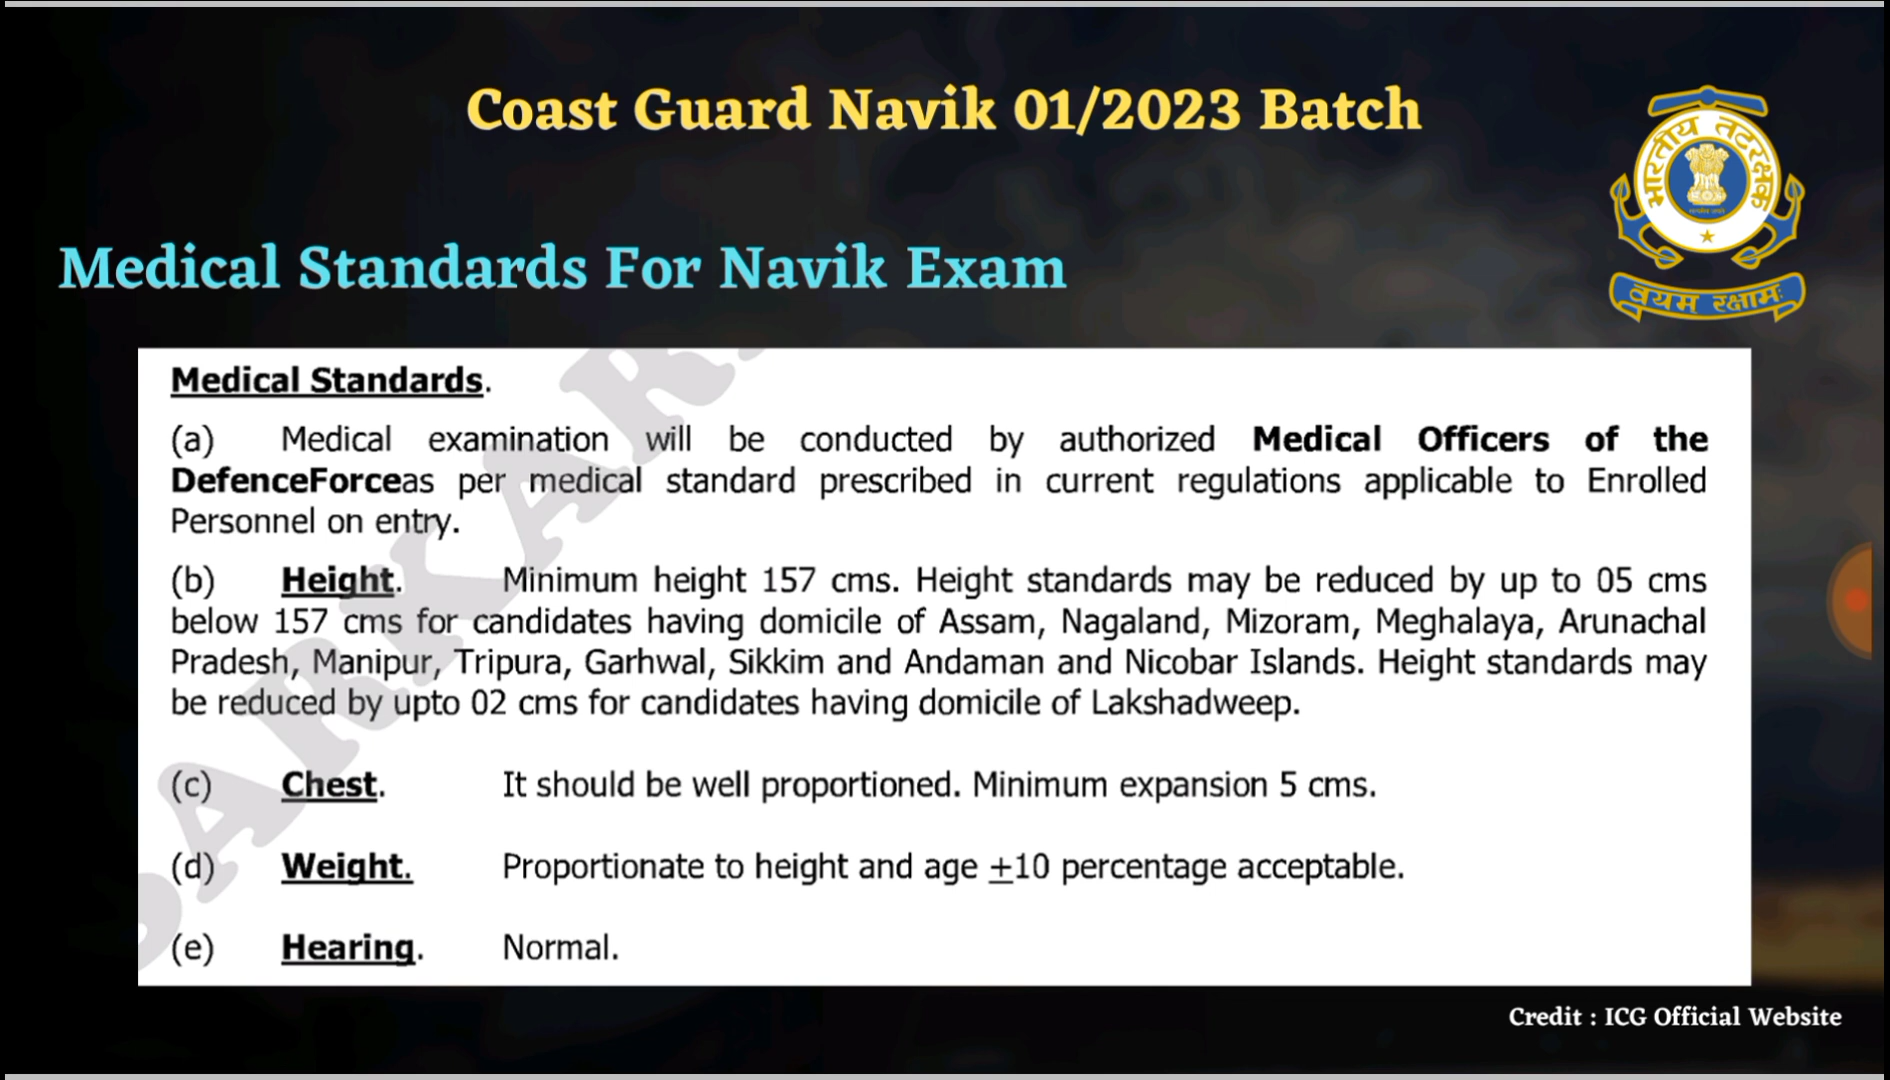 Coast Guard Navik 01/2023 Batch
भारतीय तटरक्षक
वयम रक्षामः
Medical Standards For Navik Exam
SARKAR
Medical Standards.
(a) Medical examination will be conducted by authorized Medical Officers of the
DefenceForceas per medical standard prescribed in current regulations applicable to Enrolled
Personnel on entry.
(b) Height. Minimum height 157 cms. Height standards may be reduced by up to 05 cms
below 157 cms for candidates having domicile of Assam, Nagaland, Mizoram, Meghalaya, Arunachal
Pradesh, Manipur, Tripura, Garhwal, Sikkim and Andaman and Nicobar Islands. Height standards may
be reduced by upto 02 cms for candidates having domicile of Lakshadweep.
(c) Chest. It should be well proportioned. Minimum expansion 5 cms.
(d) Weight. Proportionate to height and age ±10 percentage acceptable.
(e) Hearing. Normal.
Credit : ICG Official Website